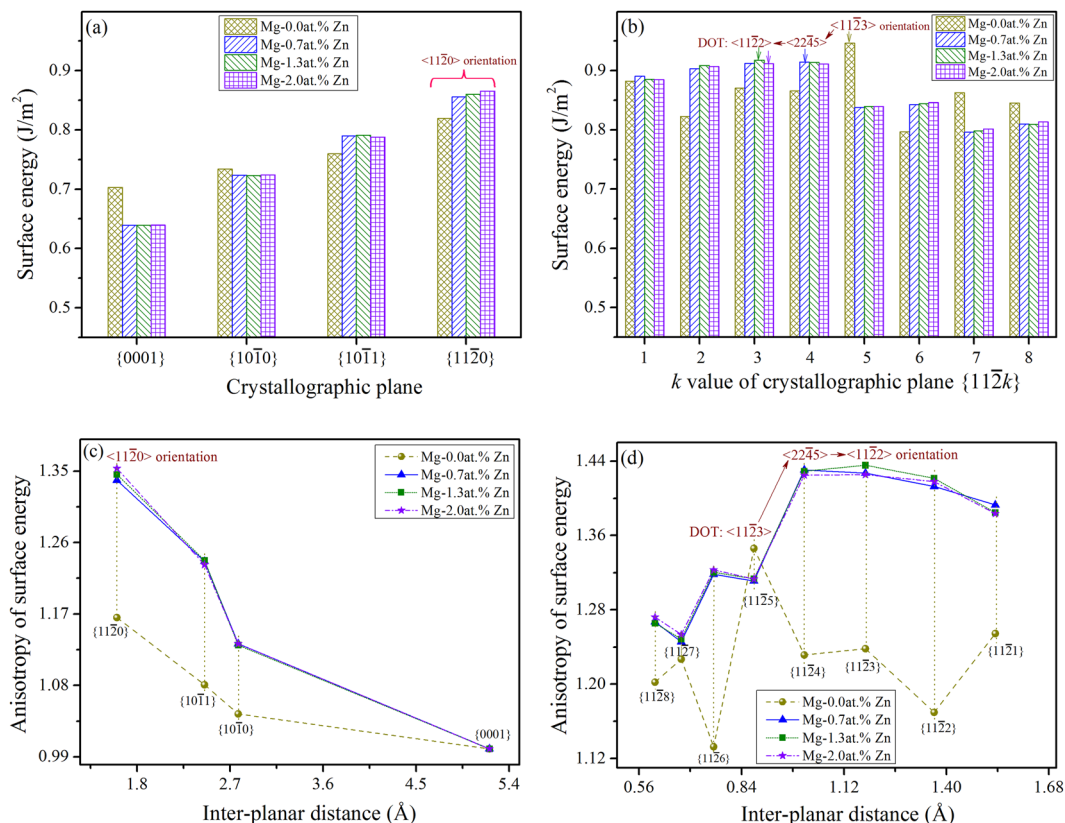 (a)
Mg-0.0at.% Zn
Mg-0.7at.% Zn
Mg-1.3at.% Zn
Mg-2.0at.% Zn
<112̅0> orientation
Surface energy (J/m²)
0.9
0.8
0.7
0.6
0.5
{0001}
{101̅0}
{101̅1}
{112̅0}
Crystallographic plane
(b)
<112̅3> orientation
DOT: <112̅2>
<224̅5>
Mg-0.0at.% Zn
Mg-0.7at.% Zn
Mg-1.3at.% Zn
Mg-2.0at.% Zn
Surface energy (J/m²)
0.9
0.8
0.7
0.6
0.5
1 2 3 4 5 6 7 8
k value of crystallographic plane {112̅k}
(c)
<112̅0> orientation
Mg-0.0at.% Zn
Mg-0.7at.% Zn
Mg-1.3at.% Zn
Mg-2.0at.% Zn
Anisotropy of surface energy
1.35
1.26
1.17
1.08
0.99
{112̅0}
{101̅1}
{101̅0}
{0001}
1.8 2.7 3.6 4.5 5.4
Inter-planar distance (Å)
(d)
<224̅5>
<112̅2> orientation
DOT: <112̅3>
Anisotropy of surface energy
1.44
1.36
1.28
1.20
1.12
{112̅8}
{112̅7}
{112̅6}
{112̅5}
{112̅4}
{112̅3}
{112̅2}
{112̅1}
Mg-0.0at.% Zn
Mg-0.7at.% Zn
Mg-1.3at.% Zn
Mg-2.0at.% Zn
0.56 0.84 1.12 1.40 1.68
Inter-planar distance (Å)